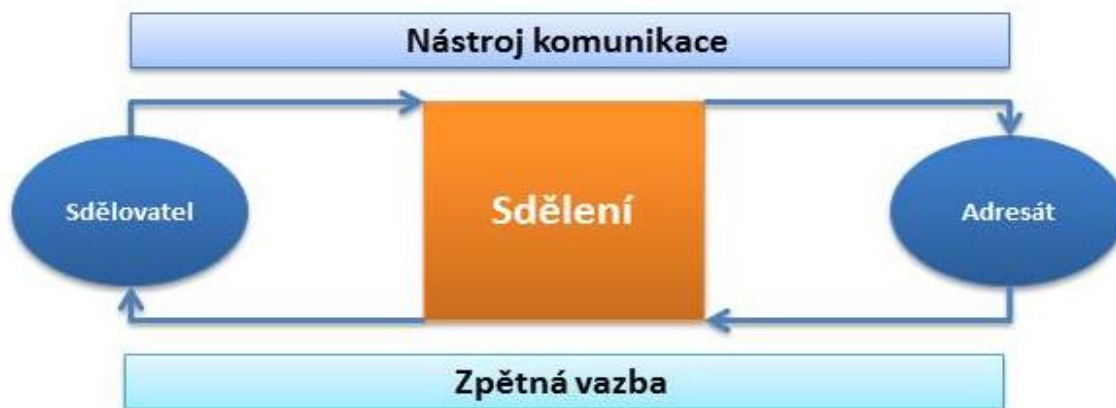 Nástroj komunikace
Sdělovatel
Sdělení
Adresát
Zpětná vazba